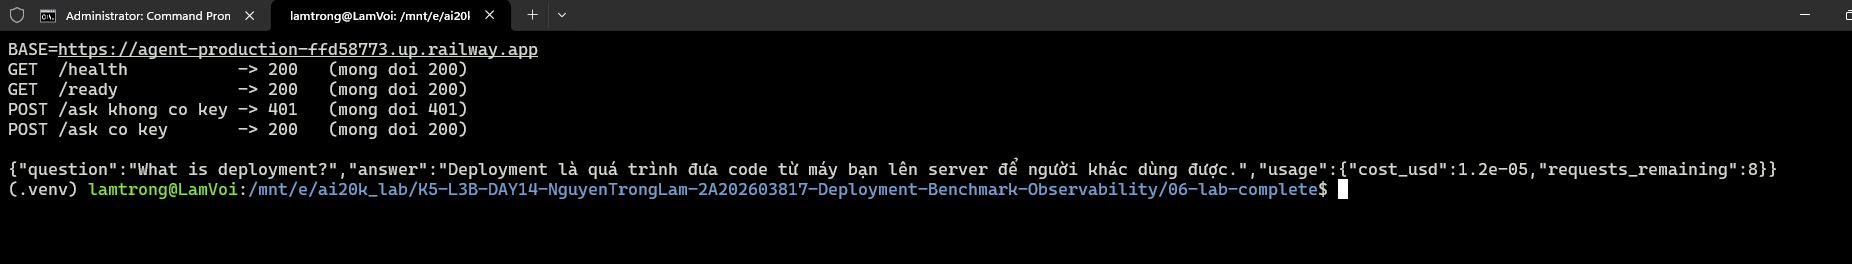 Administrator: Command Pron
lamtrong@LamVoi: /mnt/e/ai20k
BASE=https://agent-production-ffd58773.up.railway.app
GET  /health           -> 200   (mong doi 200)
GET  /ready            -> 200   (mong doi 200)
POST /ask khong co key -> 401   (mong doi 401)
POST /ask co key       -> 200   (mong doi 200)
{"question":"What is deployment?","answer":"Deployment là quá trình đưa code từ máy bạn lên server để người khác dùng được.","usage":{"cost_usd":1.2e-05,"requests_remaining":8}}
(.venv) lamtrong@LamVoi:/mnt/e/ai20k_lab/K5-L3B-DAY14-NguyenTrongLam-2A202603817-Deployment-Benchmark-Observability/06-lab-complete$